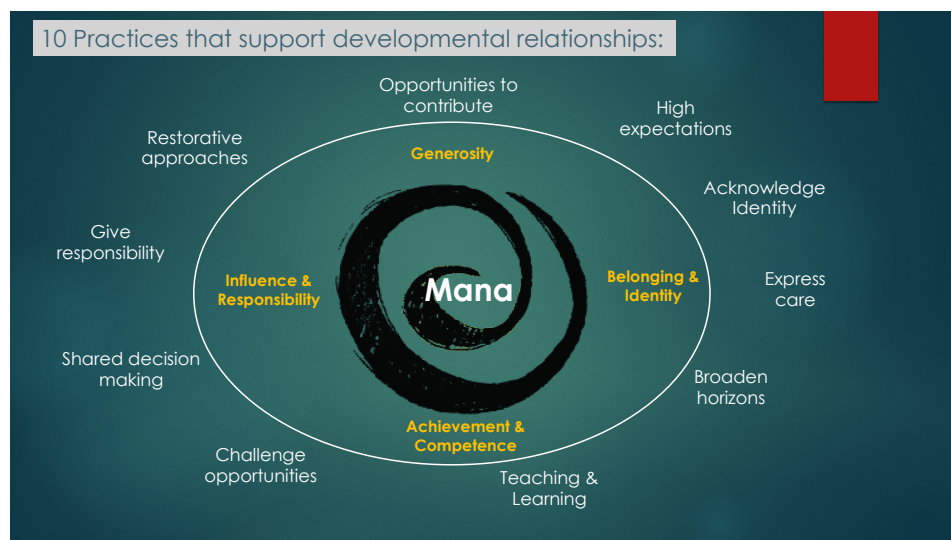 10 Practices that support developmental relationships:
Opportunities to
contribute
High
expectations
Acknowledge
Identity
Express
care
Broaden
horizons
Teaching &
Learning
Challenge
opportunities
Shared decision
making
Give
responsibility
Restorative
approaches
Generosity
Belonging &
Identity
Achievement &
Competence
Influence &
Responsibility
Mana